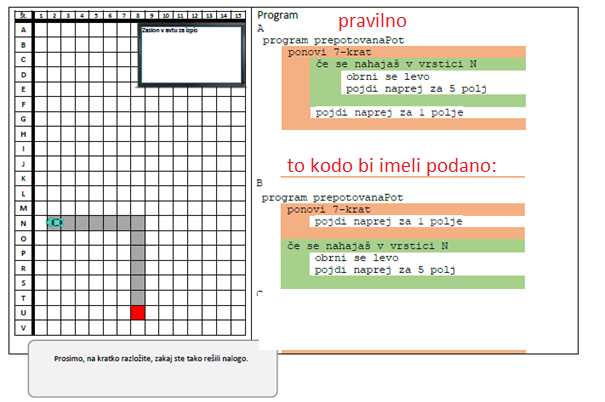 Št. 1 2 3 4 5 6 7 8 9 10 11 12 13 14 15
A
B
C
D
E
F
G
H
I
J
K
L
M
N
O
P
R
S
T
U
V
Zaslon v avtu za izpis
Prosimo, na kratko razložite, zakaj ste tako rešili nalogo.
Program
pravilno
A
program prepotovanaPot
ponovi 7-krat
če se nahajaš v vrstici N
obrni se levo
pojdi naprej za 5 polj
pojdi naprej za 1 polje
to kodo bi imeli podano:
B
program prepotovanaPot
ponovi 7-krat
pojdi naprej za 1 polje
če se nahajaš v vrstici N
obrni se levo
pojdi naprej za 5 polj
C